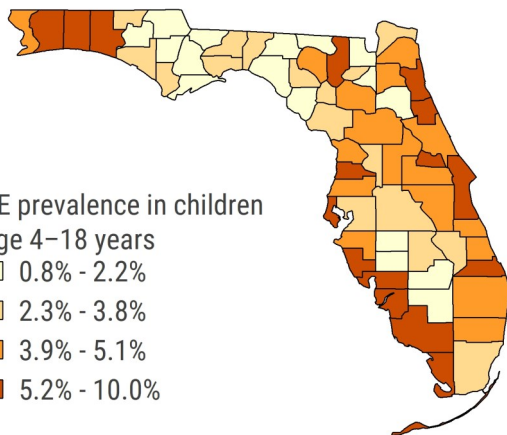 E prevalence in children
ge 4–18 years
0.8% - 2.2%
2.3% - 3.8%
3.9% - 5.1%
5.2% - 10.0%